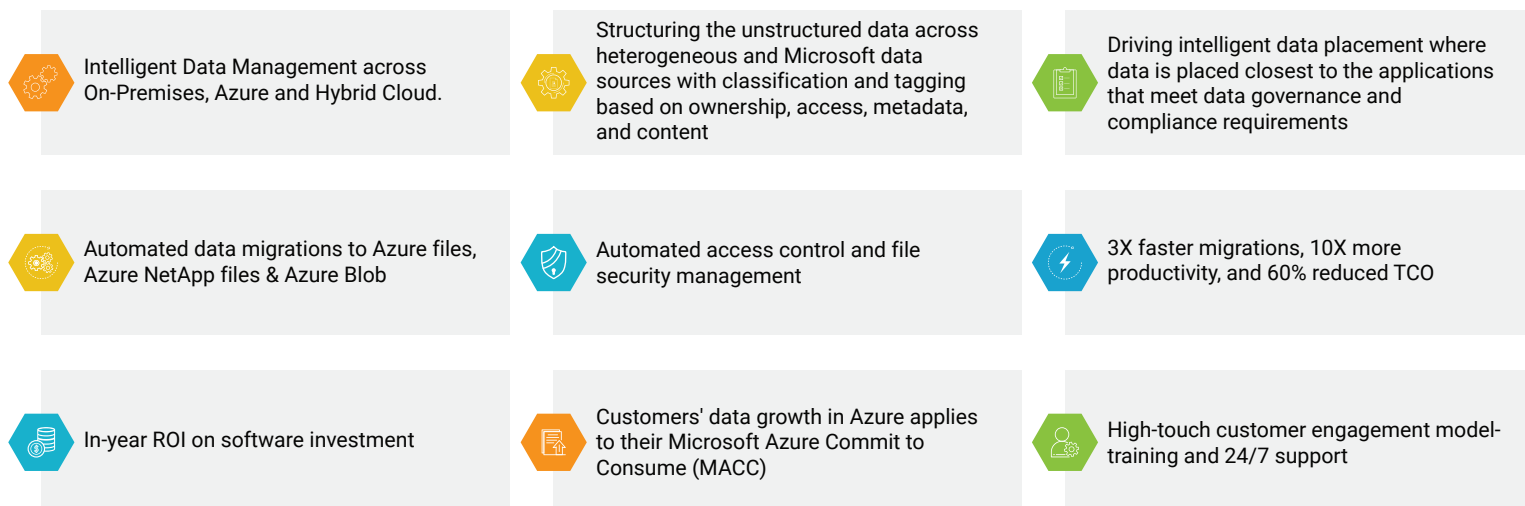 Intelligent Data Management across
On-Premises, Azure and Hybrid Cloud.
Structuring the unstructured data across
heterogeneous and Microsoft data
sources with classification and tagging
based on ownership, access, metadata,
and content
Driving intelligent data placement where
data is placed closest to the applications
that meet data governance and
compliance requirements
Automated data migrations to Azure files,
Azure NetApp files & Azure Blob
Automated access control and file
security management
3X faster migrations, 10X more
productivity, and 60% reduced TCO
In-year ROI on software investment
Customers' data growth in Azure applies
to their Microsoft Azure Commit to
Consume (MACC)
High-touch customer engagement model-
training and 24/7 support